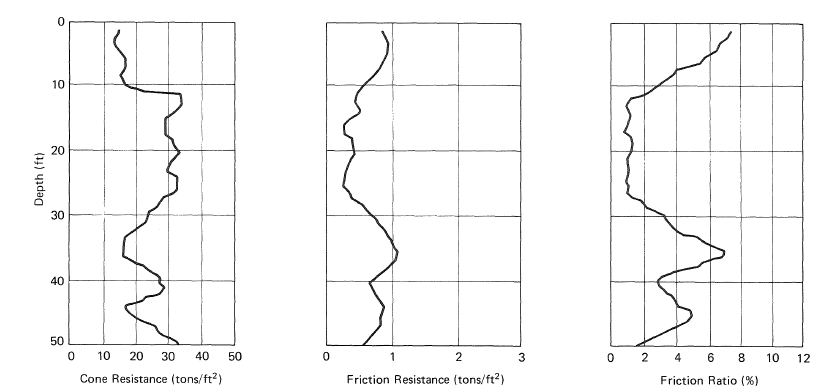 0
10
20
30
40
50
Depth (ft)
0 10 20 30 40 50
Cone Resistance (tons/ft²)
0 1 2 3
Friction Resistance (tons/ft²)
0 2 4 6 8 10 12
Friction Ratio (%)